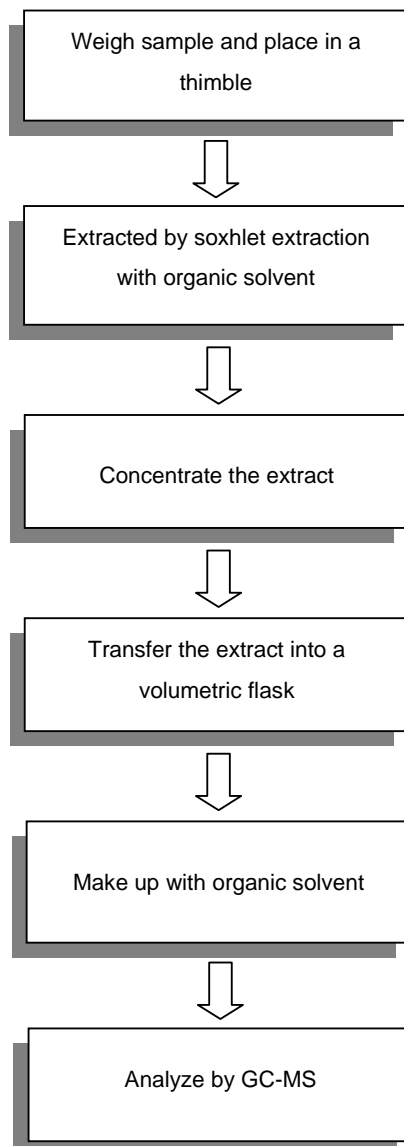 Weigh sample and place in a
thimble
Extracted by soxhlet extraction
with organic solvent
Concentrate the extract
Transfer the extract into a
volumetric flask
Make up with organic solvent
Analyze by GC-MS